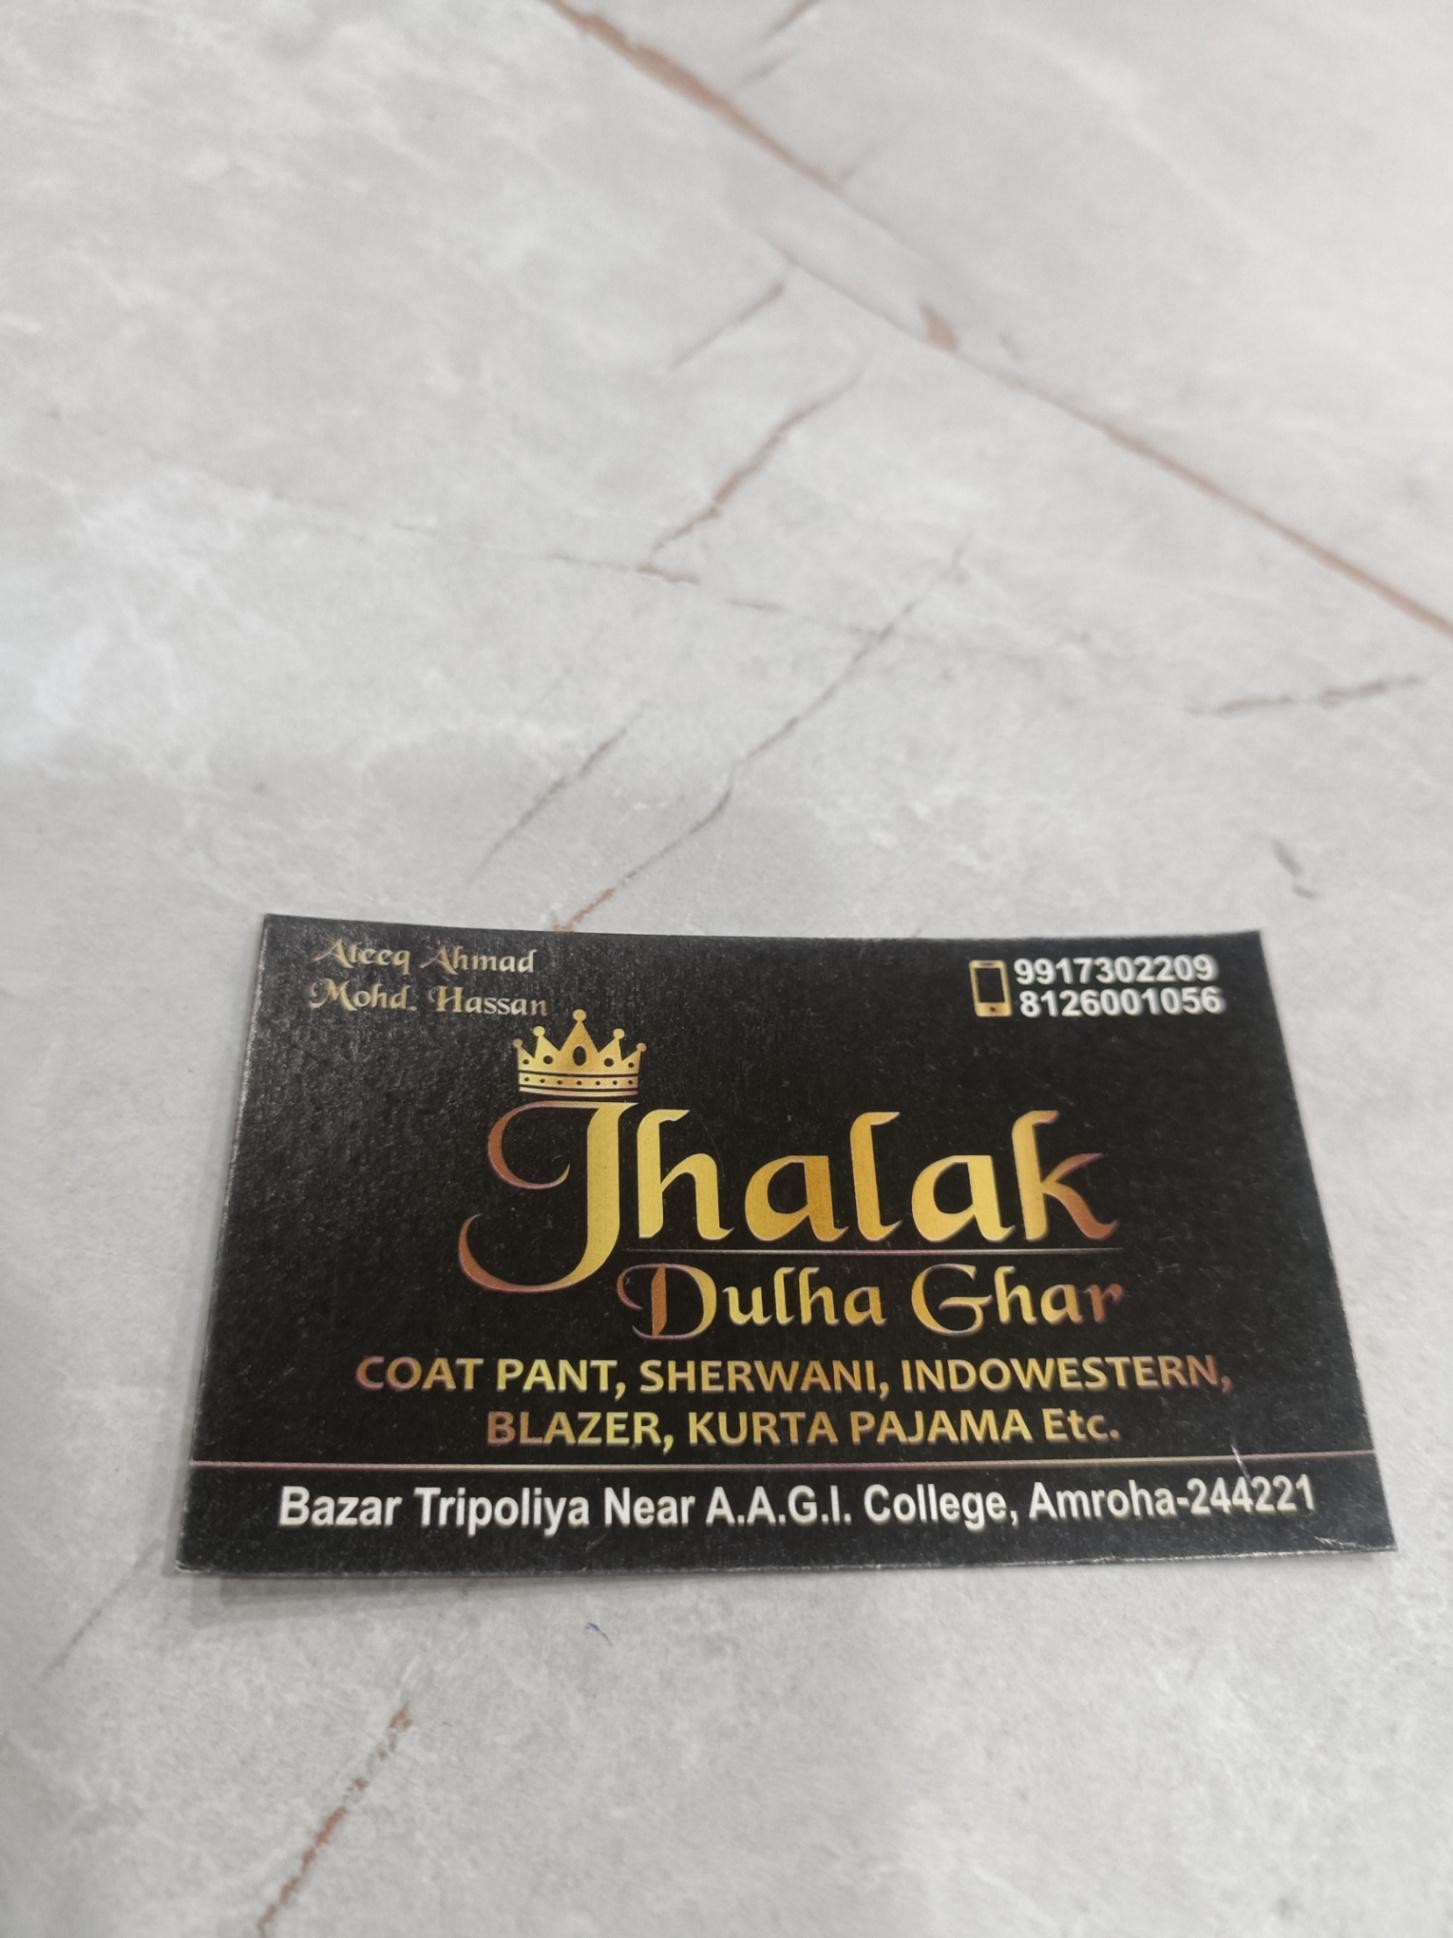 Ateeq Ahmad
Mohd. Hassan
9917302209
8126001056
Jhalak
Dulha Ghar
COAT PANT, SHERWANI, INDOWESTERN,
BLAZER, KURTA PAJAMA Etc.
Bazar Tripoliya Near A.A.G.I. College, Amroha-244221